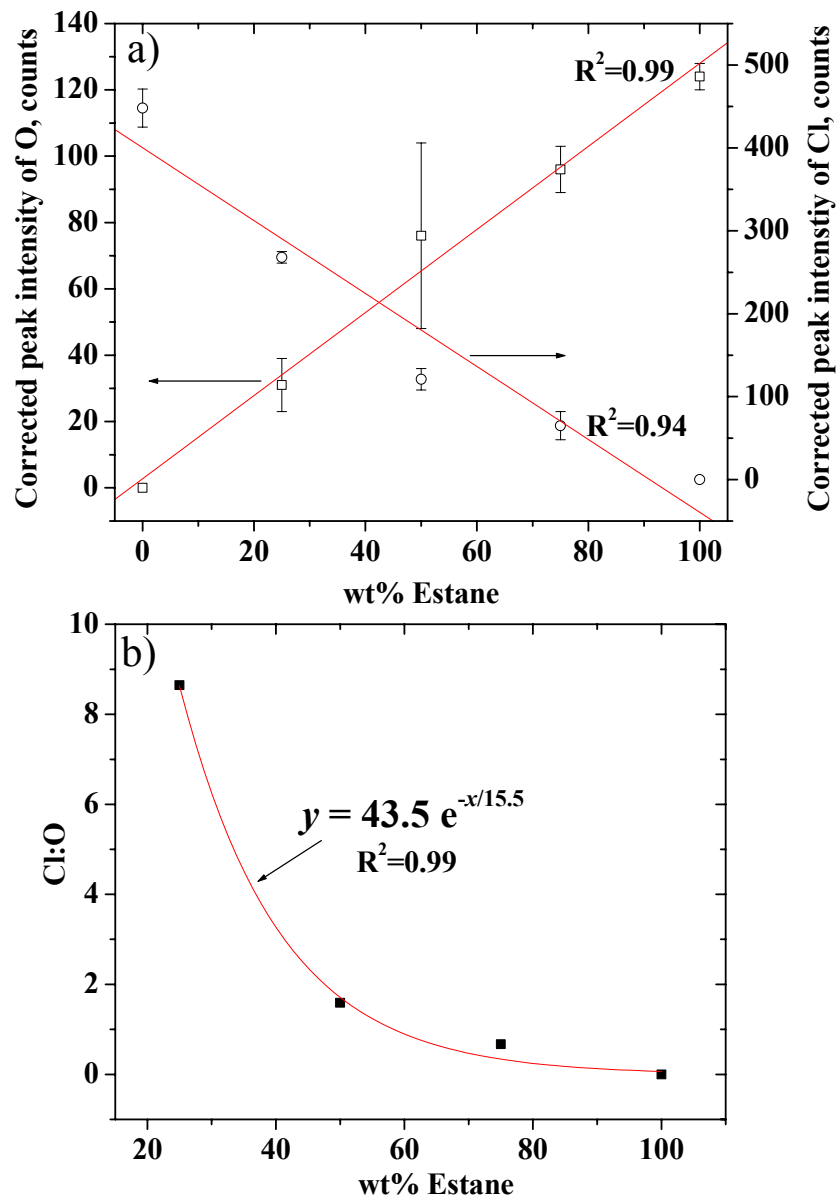 a)
Corrected peak intensity of O, counts
140
120
100
80
60
40
20
0
R²=0.99
R²=0.94
500
400
300
200
100
0
Corrected peak intenstiy of Cl, counts
0 20 40 60 80 100
wt% Estane
b)
Cl:O
10
8
6
4
2
0
y = 43.5 e^-x/15.5
R²=0.99
20 40 60 80 100
wt% Estane